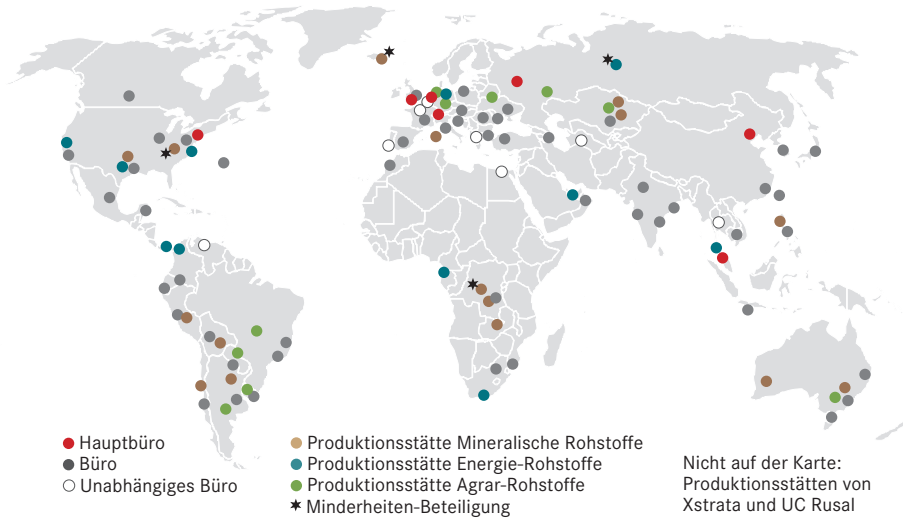 Hauptbüro
Büro
Unabhängiges Büro
Produktionsstätte Mineralische Rohstoffe
Produktionsstätte Energie-Rohstoffe
Produktionsstätte Agrar-Rohstoffe
Minderheiten-Beteiligung
Nicht auf der Karte:
Produktionsstätten von
Xstrata und UC Rusal